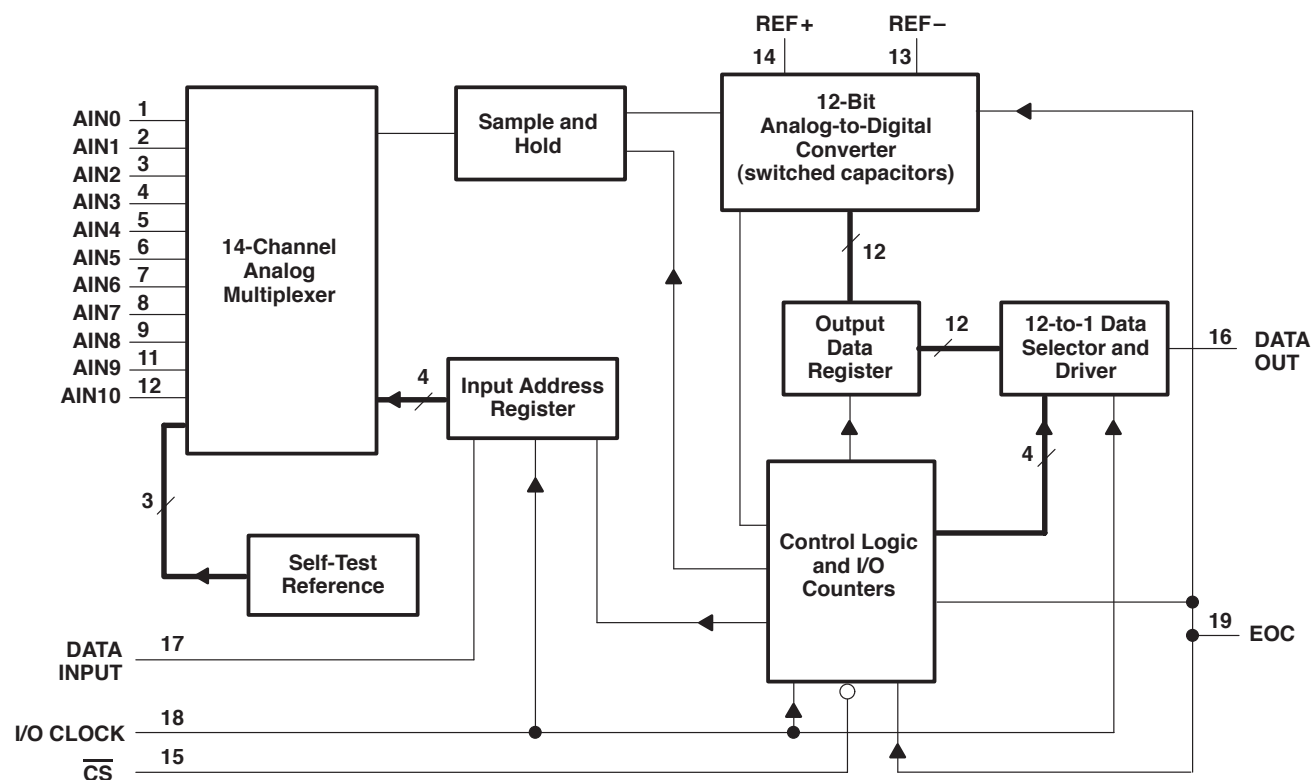 REF+
14
REF–
13
12-Bit
Analog-to-Digital
Converter
(switched capacitors)
Sample and
Hold
AIN0 1
AIN1 2
AIN2 3
AIN3 4
AIN4 5
AIN5 6
AIN6 7
AIN7 8
AIN8 9
AIN9 11
AIN10 12
14-Channel
Analog
Multiplexer
12
Output
Data
Register
12
12-to-1 Data
Selector and
Driver
16
DATA
OUT
4
Input Address
Register
4
3
Self-Test
Reference
Control Logic
and I/O
Counters
19
EOC
DATA
INPUT
17
I/O CLOCK
18
CS
15